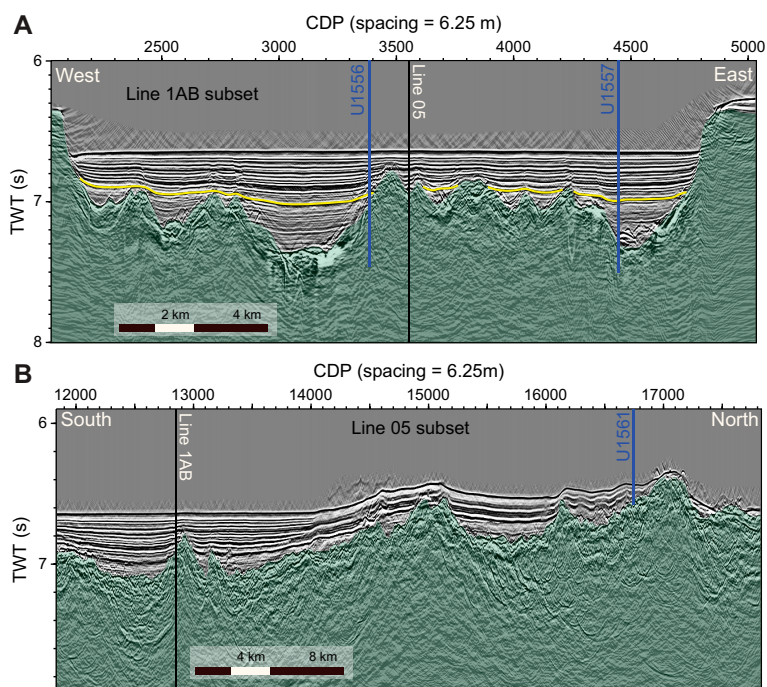 A
CDP (spacing = 6.25 m)
2500 3000 3500 4000 4500 5000
6
West
East
Line 1AB subset
U1556
Line 05
U1557
7
TWT (s)
2 km 4 km
8
B
CDP (spacing = 6.25m)
12000 13000 14000 15000 16000 17000
6
South
North
Line 1AB
Line 05 subset
U1561
7
TWT (s)
4 km 8 km